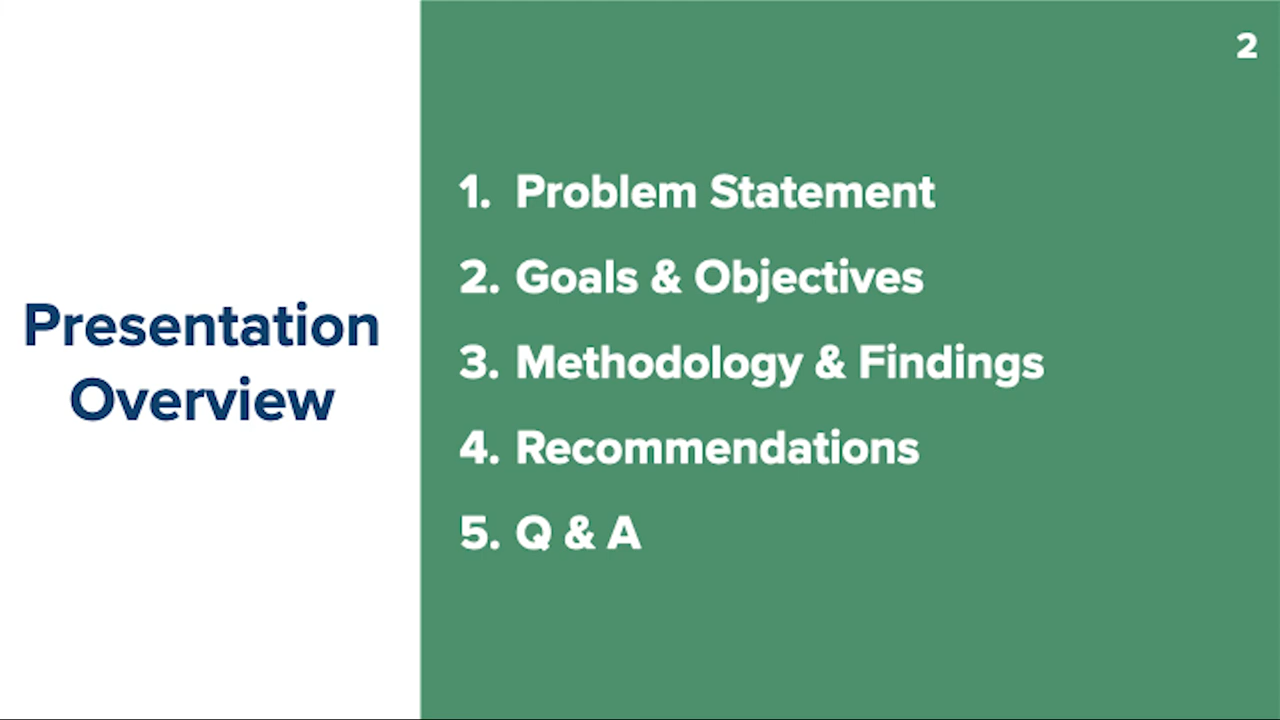 2
Presentation
Overview
1. Problem Statement
2. Goals & Objectives
3. Methodology & Findings
4. Recommendations
5. Q & A